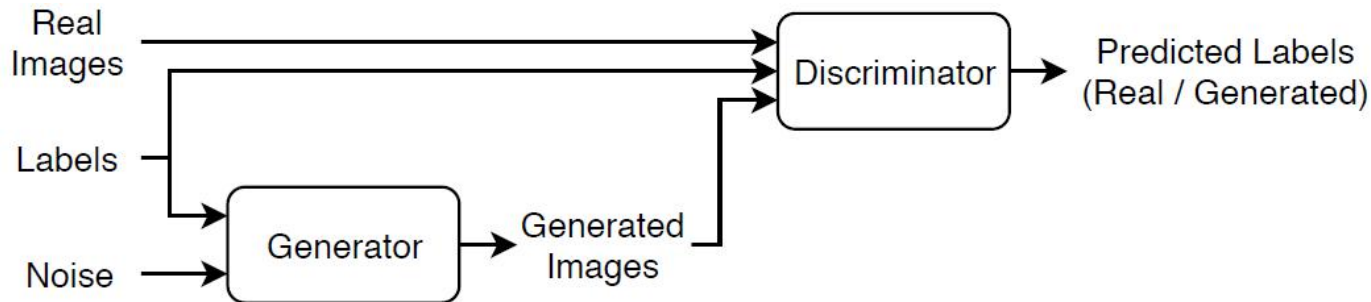 Real
Images
Discriminator
Predicted Labels
(Real / Generated)
Labels
Generator
Generated
Images
Noise